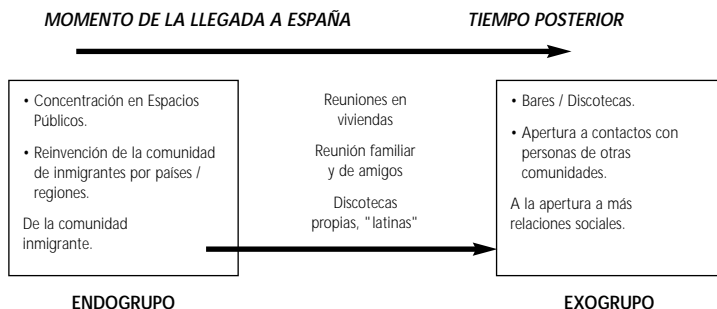 MOMENTO DE LA LLEGADA A ESPAÑA
TIEMPO POSTERIOR
• Concentración en Espacios
Públicos.
• Reinvención de la comunidad
de inmigrantes por países /
regiones.
De la comunidad
inmigrante.
Reuniones en
viviendas
Reunión familiar
y de amigos
Discotecas
propias, "latinas"
• Bares / Discotecas.
• Apertura a contactos con
personas de otras
comunidades.
A la apertura a más
relaciones sociales.
ENDOGRUPO
EXOGRUPO